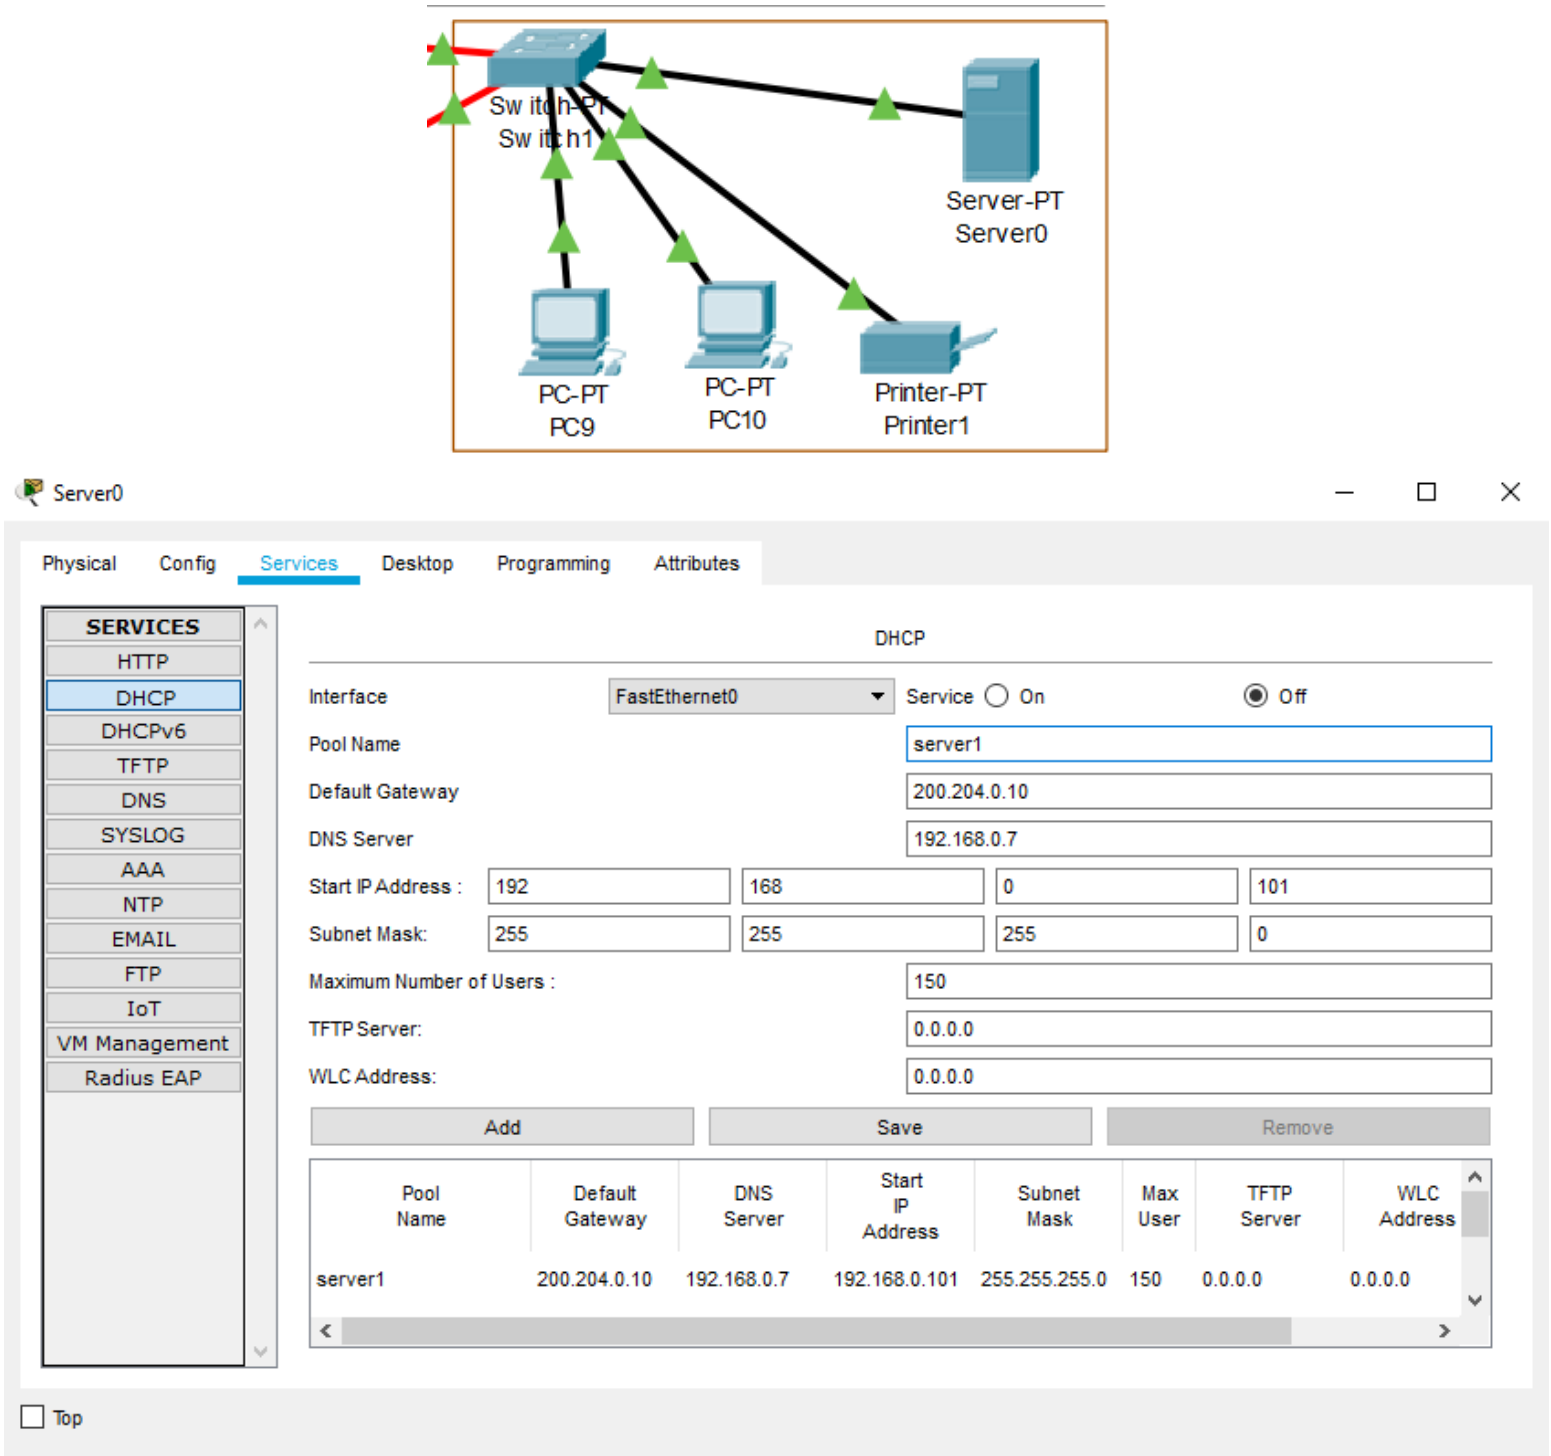 Switch-PT
Switch1
Server-PT
Server0
PC-PT
PC9
PC-PT
PC10
Printer-PT
Printer1
Server0
Physical Config Services Desktop Programming Attributes
SERVICES
HTTP
DHCP
DHCPv6
TFTP
DNS
SYSLOG
AAA
NTP
EMAIL
FTP
IoT
VM Management
Radius EAP
DHCP
Interface FastEthernet0 Service On Off
Pool Name server1
Default Gateway 200.204.0.10
DNS Server 192.168.0.7
Start IP Address : 192 168 0 101
Subnet Mask: 255 255 255 0
Maximum Number of Users : 150
TFTP Server: 0.0.0.0
WLC Address: 0.0.0.0
Add Save Remove
Pool Name Default Gateway DNS Server Start IP Address Subnet Mask Max User TFTP Server WLC Address
server1 200.204.0.10 192.168.0.7 192.168.0.101 255.255.255.0 150 0.0.0.0 0.0.0.0
Top